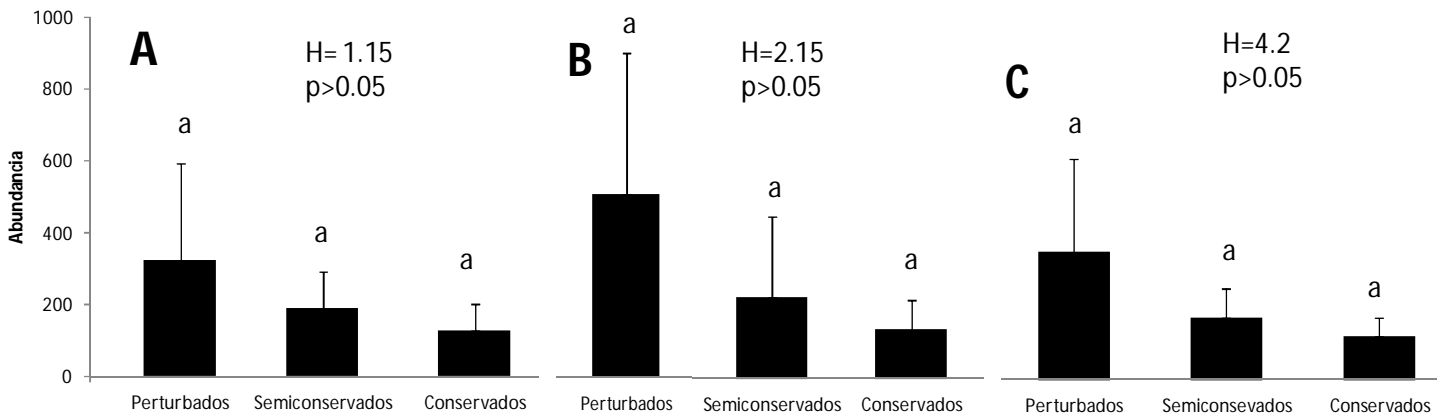 1000
800
600
400
200
0
Abundancia
A
H= 1.15
p>0.05
a
a
a
Perturbados Semiconservados Conservados
B
H=2.15
p>0.05
a
a
a
Perturbados Semiconservados Conservados
C
H=4.2
p>0.05
a
a
a
Perturbados Semiconsevados Conservados